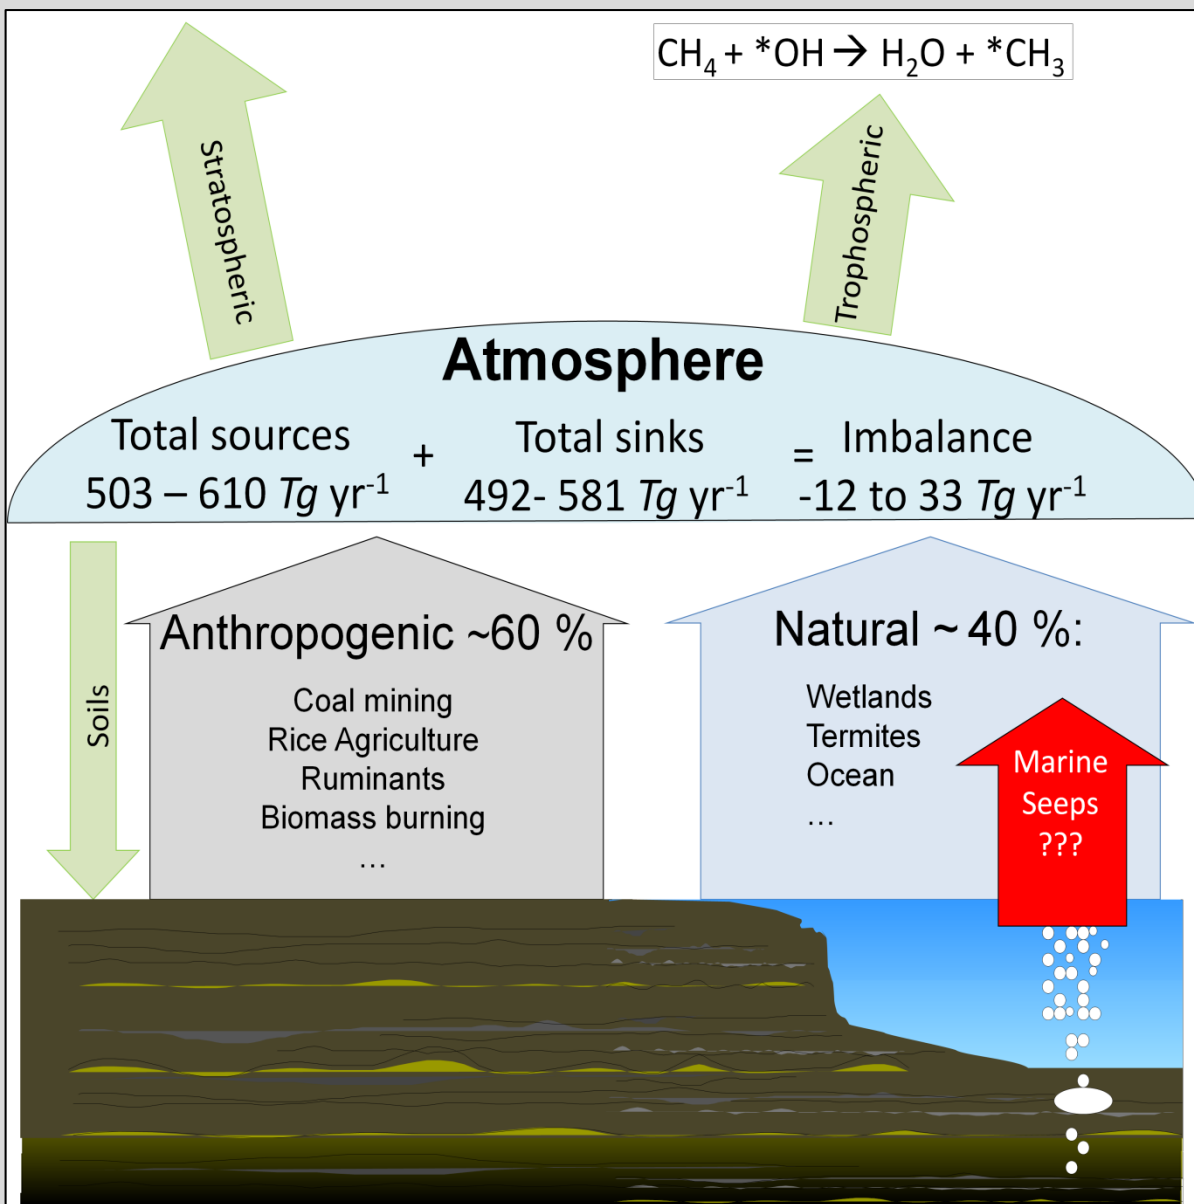 CH₄ + *OH → H₂O + *CH₃
Stratospheric
Trophospheric
Atmosphere
Total sources + Total sinks = Imbalance
503 – 610 Tg yr⁻¹ 492- 581 Tg yr⁻¹ -12 to 33 Tg yr⁻¹
Soils
Anthropogenic ~60 %
Coal mining
Rice Agriculture
Ruminants
Biomass burning
...
Natural ~ 40 %:
Wetlands
Termites
Ocean
...
Marine
Seeps
???